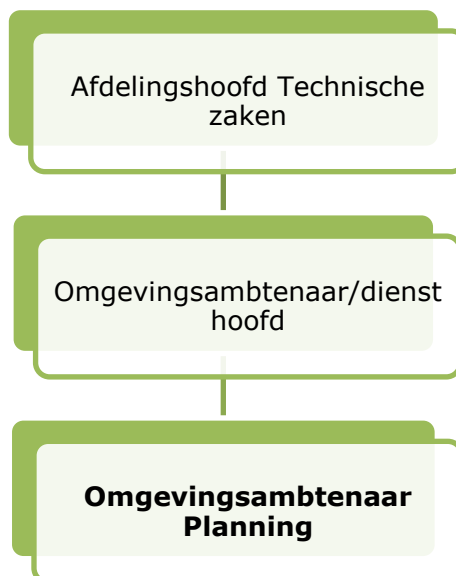 Afdelingshoofd Technische
zaken
Omgevingsambtenaar/dienst
hoofd
Omgevingsambtenaar
Planning